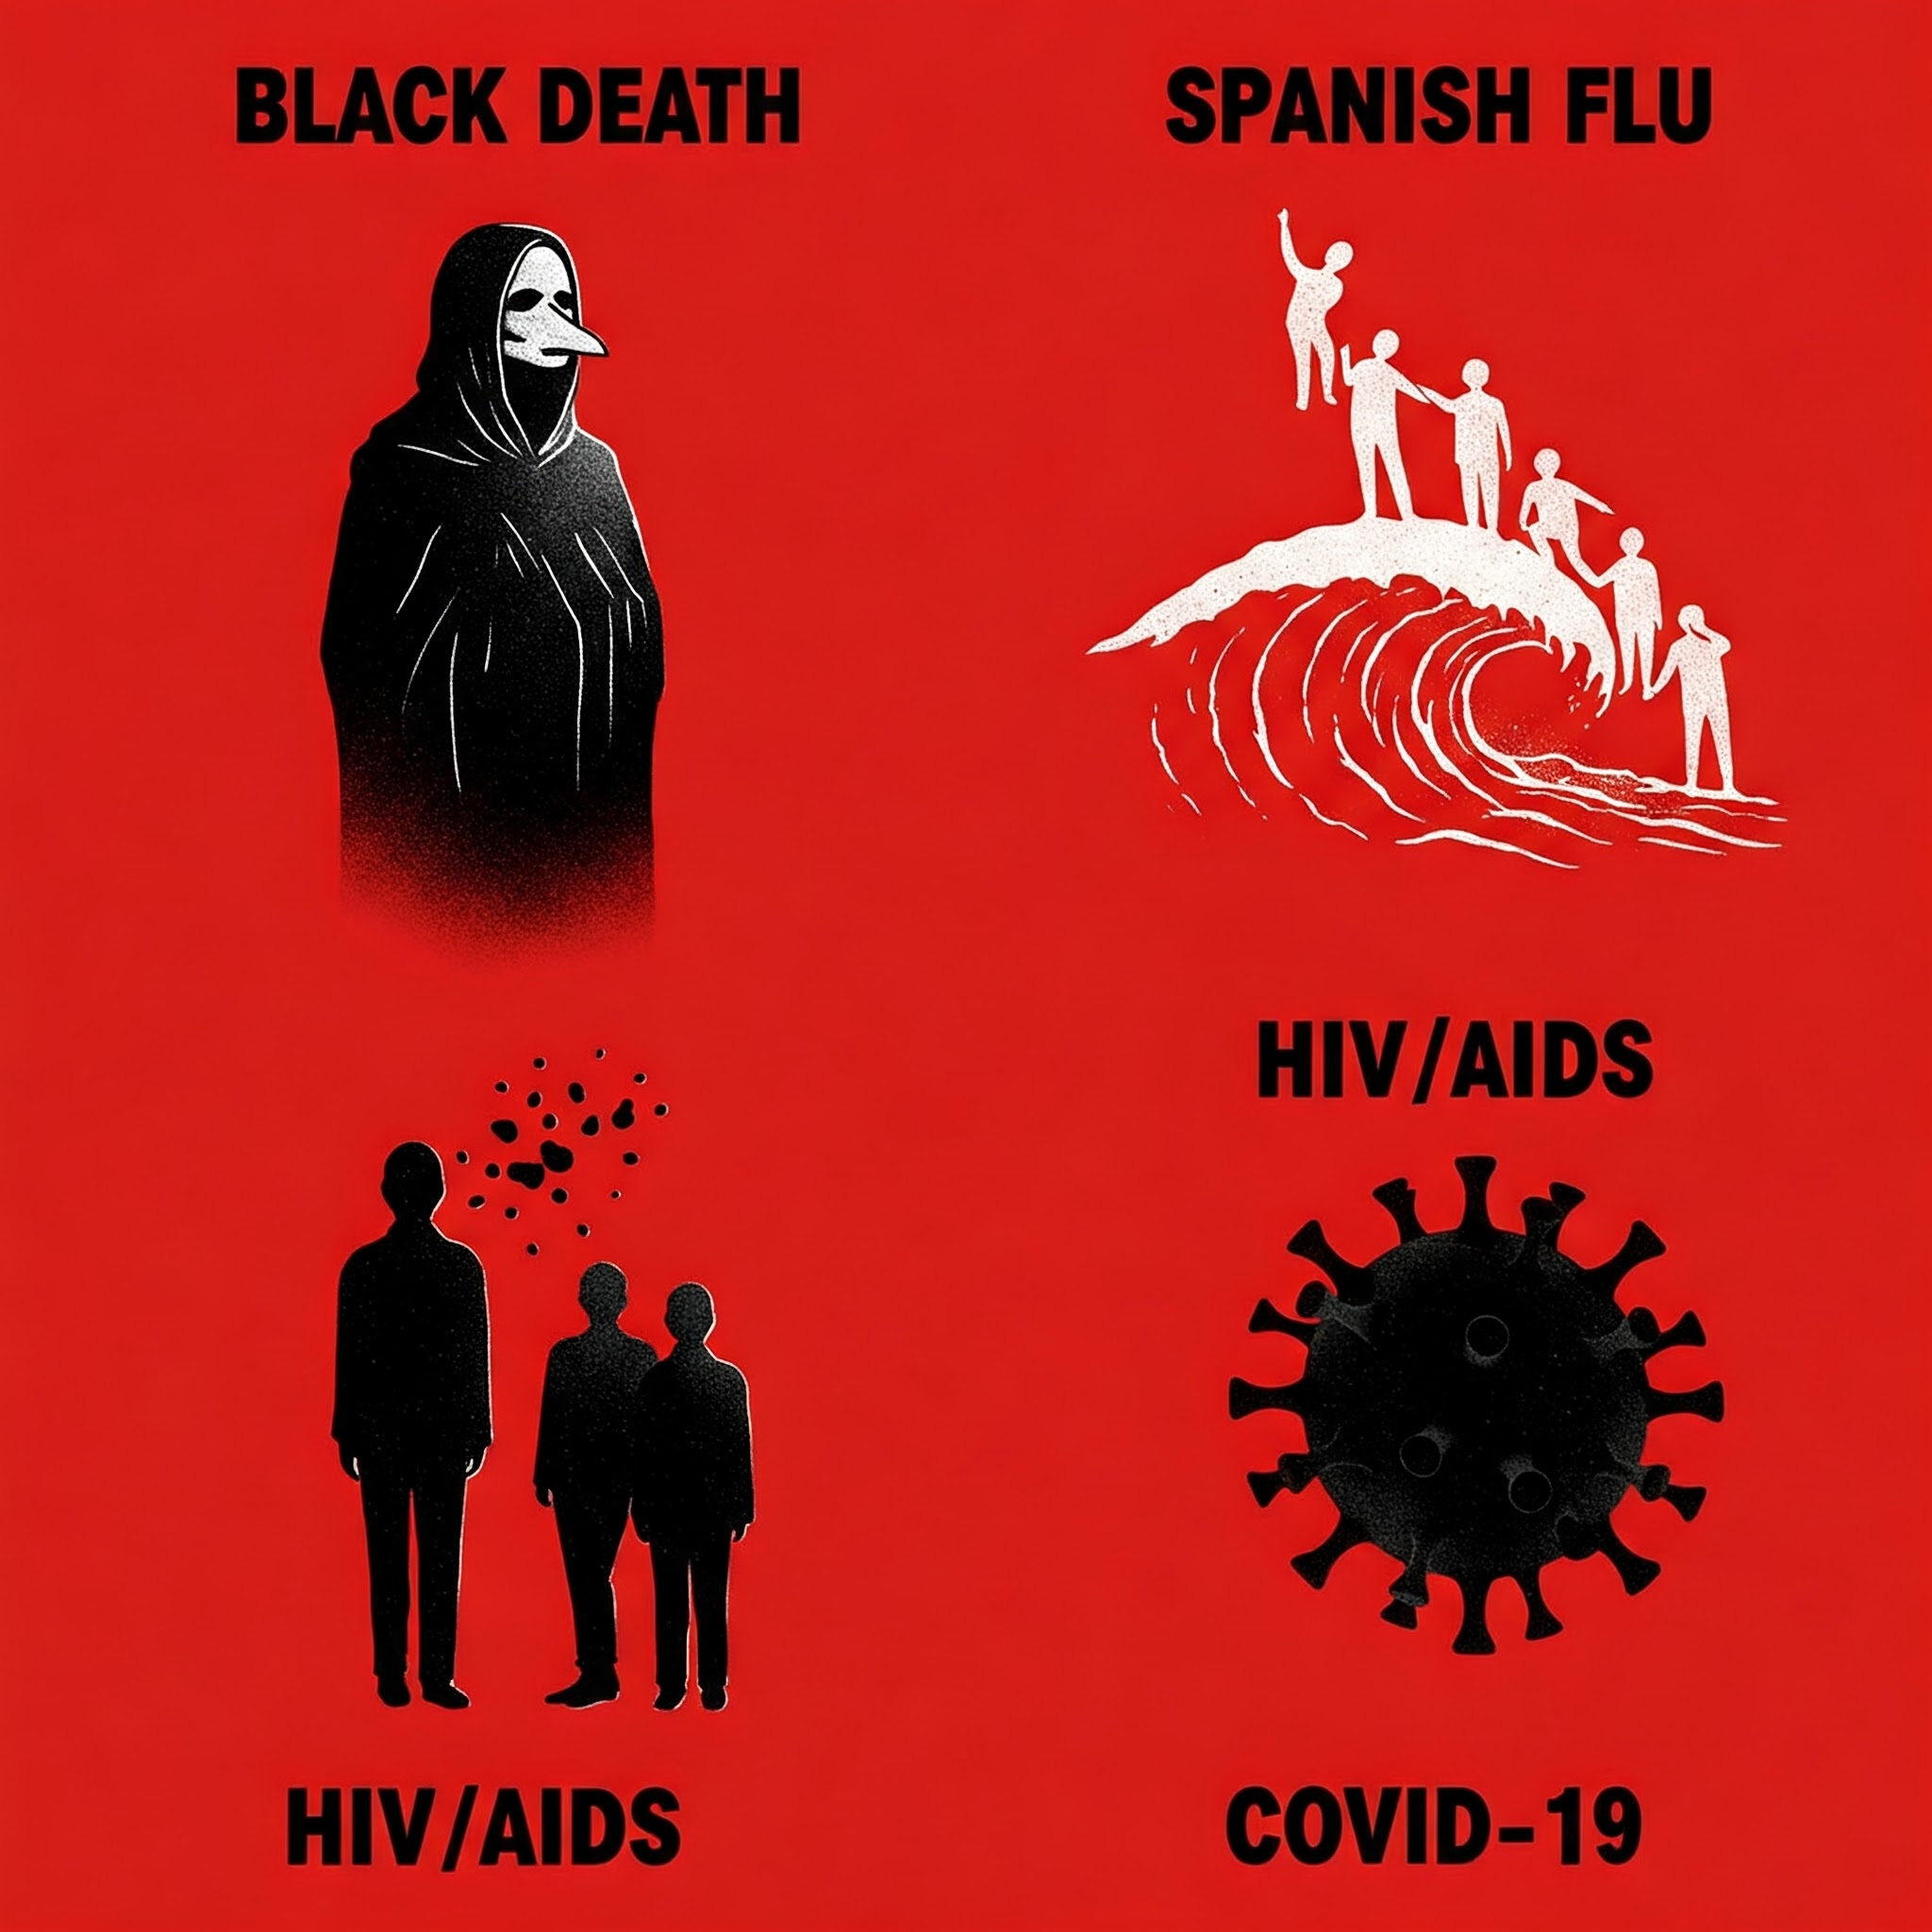 BLACK DEATH
SPANISH FLU
HIV/AIDS
HIV/AIDS
COVID-19